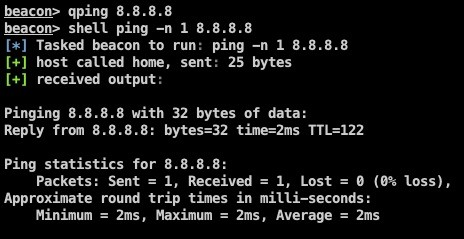 beacon> qping 8.8.8.8
beacon> shell ping -n 1 8.8.8.8
[*] Tasked beacon to run: ping -n 1 8.8.8.8
[+] host called home, sent: 25 bytes
[+] received output:
Pinging 8.8.8.8 with 32 bytes of data:
Reply from 8.8.8.8: bytes=32 time=2ms TTL=122
Ping statistics for 8.8.8.8:
    Packets: Sent = 1, Received = 1, Lost = 0 (0% loss),
Approximate round trip times in milli-seconds:
    Minimum = 2ms, Maximum = 2ms, Average = 2ms